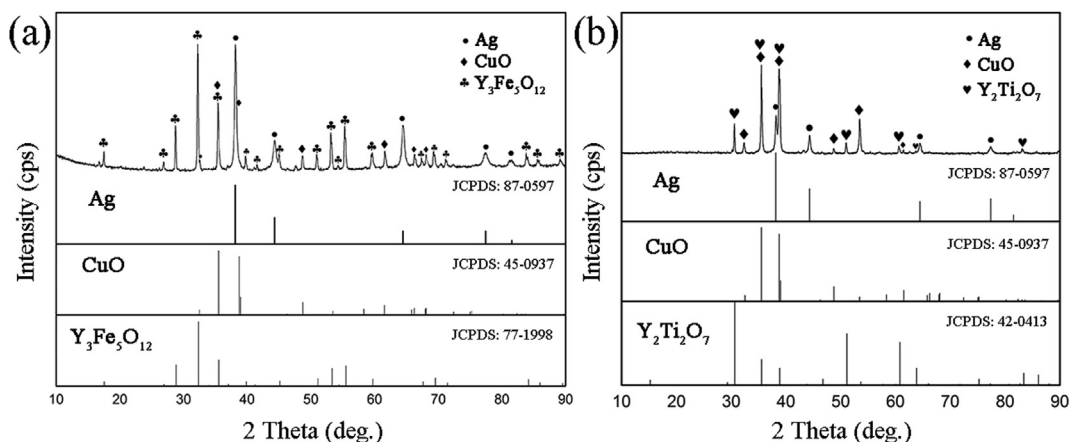 (a)
Intensity (cps)
● Ag
♦ CuO
♣ Y₃Fe₅O₁₂
JCPDS: 87-0597
Ag
CuO
JCPDS: 45-0937
Y₃Fe₅O₁₂
JCPDS: 77-1998
10 20 30 40 50 60 70 80 90
2 Theta (deg.)
(b)
Intensity (cps)
● Ag
♦ CuO
♥ Y₂Ti₂O₇
JCPDS: 87-0597
Ag
CuO
JCPDS: 45-0937
Y₂Ti₂O₇
JCPDS: 42-0413
10 20 30 40 50 60 70 80 90
2 Theta (deg.)